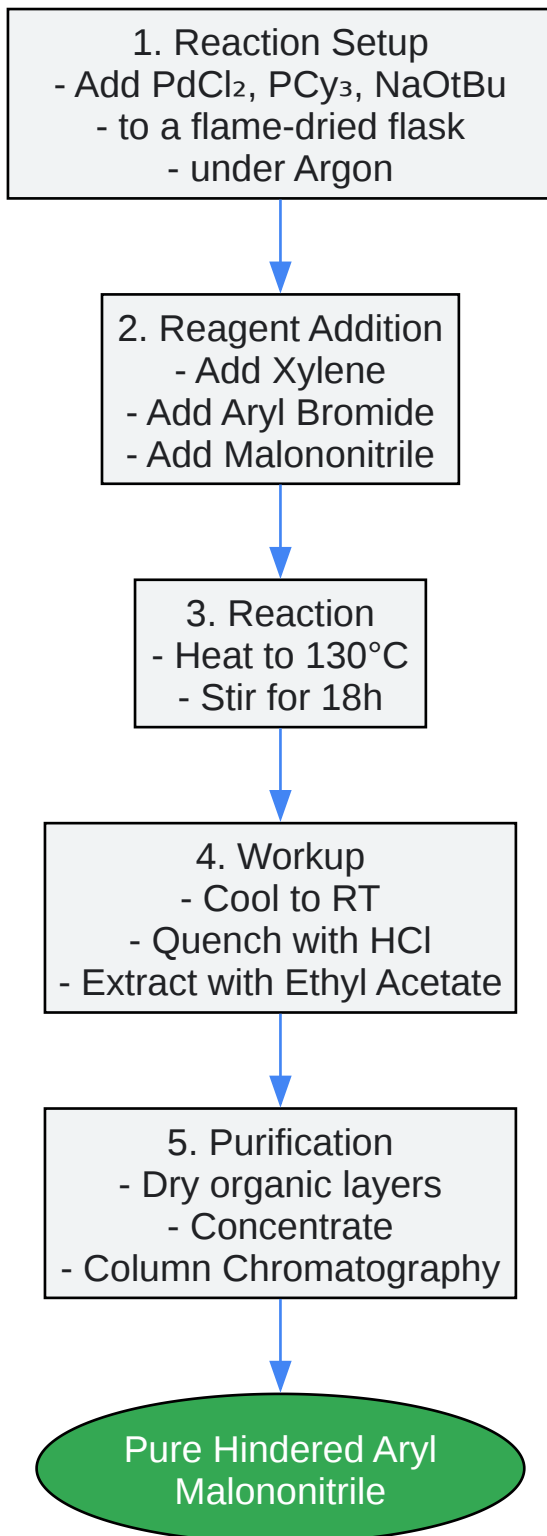 1. Reaction Setup
- Add PdCl₂, PCy₃, NaOtBu
- to a flame-dried flask
- under Argon
2. Reagent Addition
- Add Xylene
- Add Aryl Bromide
- Add Malononitrile
3. Reaction
- Heat to 130°C
- Stir for 18h
4. Workup
- Cool to RT
- Quench with HCl
- Extract with Ethyl Acetate
5. Purification
- Dry organic layers
- Concentrate
- Column Chromatography
Pure Hindered Aryl
Malononitrile